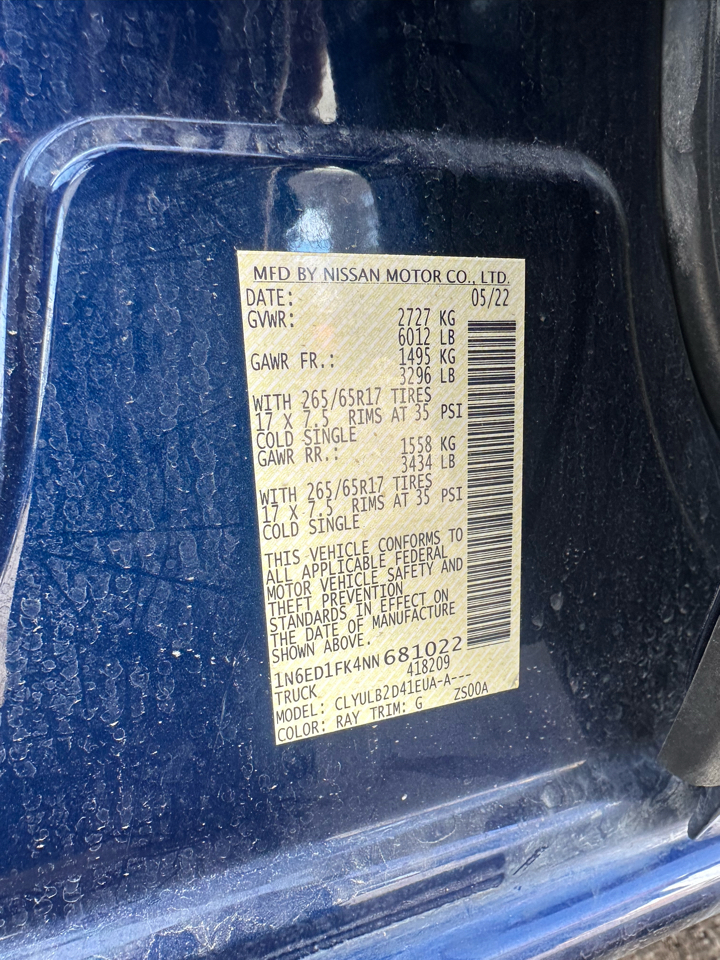 MFD BY NISSAN MOTOR CO., LTD.
DATE: 05/22
GVWR: 2727 KG
6012 LB
GAWR FR.: 1495 KG
3296 LB
WITH 265/65R17 TIRES
17 X 7.5 RIMS AT 35 PSI
COLD SINGLE
GAWR RR.: 1558 KG
3434 LB
WITH 265/65R17 TIRES
17 X 7.5 RIMS AT 35 PSI
COLD SINGLE
THIS VEHICLE CONFORMS TO
ALL APPLICABLE FEDERAL
MOTOR VEHICLE SAFETY AND
THEFT PREVENTION
STANDARDS IN EFFECT ON
THE DATE OF MANUFACTURE
SHOWN ABOVE.
1N6ED1FK4NN681022
TRUCK 418209
MODEL: CLYULB2D41EUA-A---
COLOR: RAY TRIM: G ZS00A